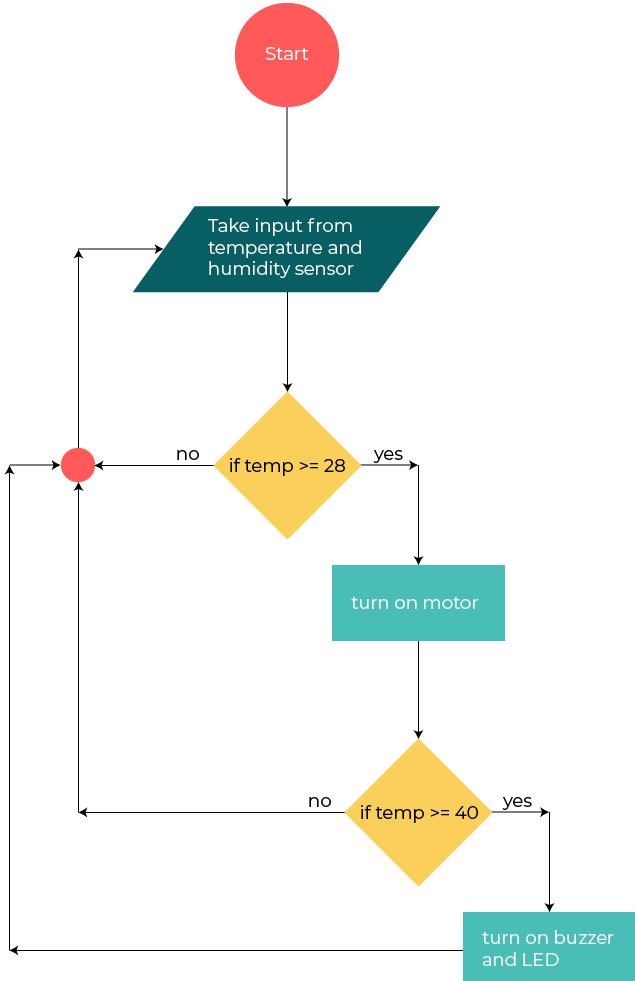 Start
Take input from
temperature and
humidity sensor
no
if temp >= 28
yes
turn on motor
no
if temp >= 40
yes
turn on buzzer
and LED